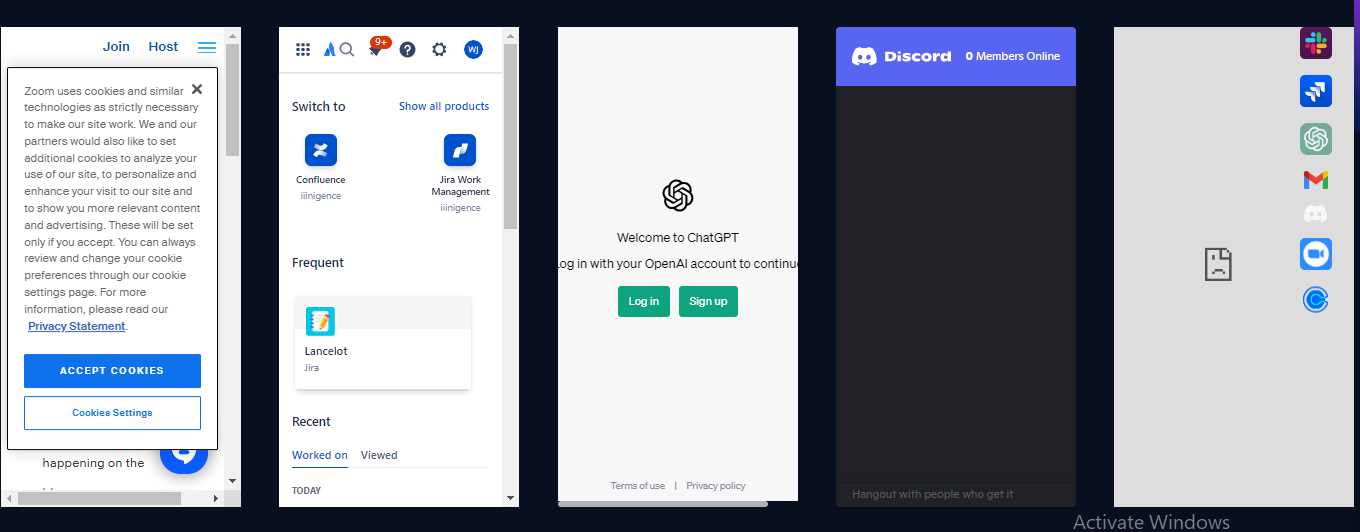 Join Host
Zoom uses cookies and similar
technologies as strictly necessary
to make our site work. We and our
partners would also like to set
additional cookies to analyze your
use of our site, to personalize and
enhance your visit to our site and
to show you more relevant content
and advertising. These will be set
only if you accept. You can always
review and change your cookie
preferences through our cookie
settings page. For more
information, please read our
Privacy Statement.
ACCEPT COOKIES
Cookies Settings
happening on the
9+
WJ
Switch to Show all products
Confluence
iiinigence
Jira Work
Management
iiinigence
Frequent
Lancelot
Jira
Recent
Worked on Viewed
TODAY
Welcome to ChatGPT
og in with your OpenAI account to continu
Log in Sign up
Terms of use | Privacy policy
Discord 0 Members Online
Hangout with people who get it
Activate Windows